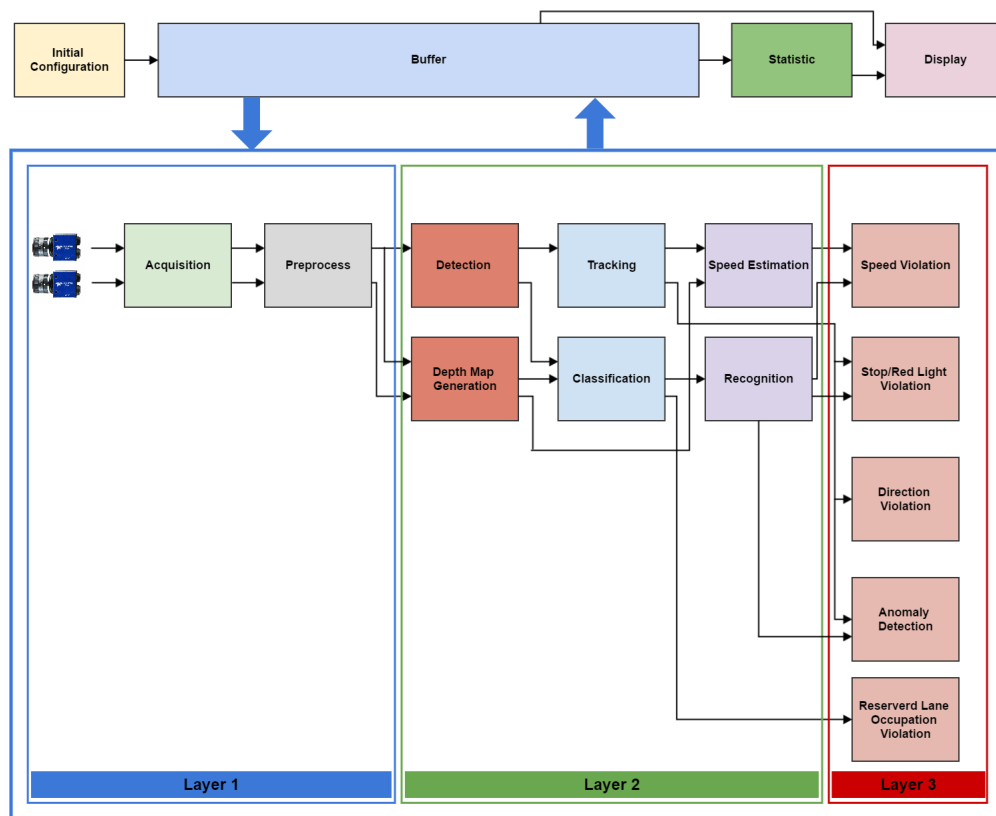 Initial
Configuration
Buffer
Statistic
Display
Acquisition
Preprocess
Detection
Tracking
Speed Estimation
Speed Violation
Depth Map
Generation
Classification
Recognition
Stop/Red Light
Violation
Direction
Violation
Anomaly
Detection
Reserverd Lane
Occupation
Violation
Layer 1
Layer 2
Layer 3